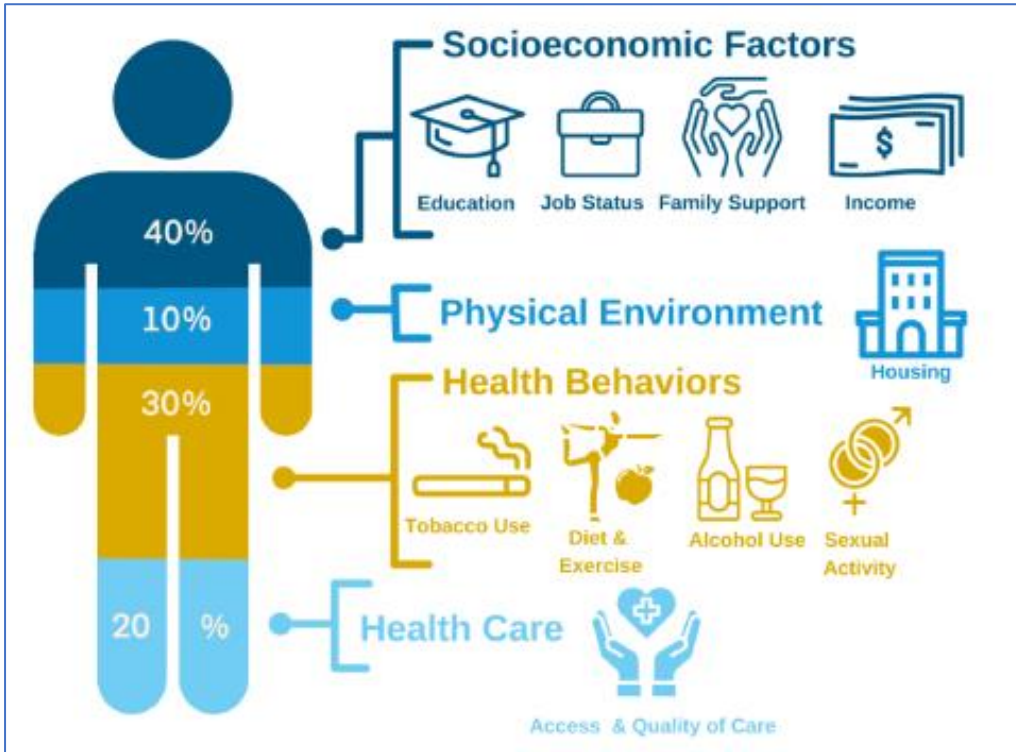 Socioeconomic Factors
$
Education Job Status Family Support Income
40%
10%
Physical Environment
Housing
Health Behaviors
30%
Tobacco Use
Diet &
Exercise
Alcohol Use
Sexual
Activity
20 %
Health Care
Access & Quality of Care